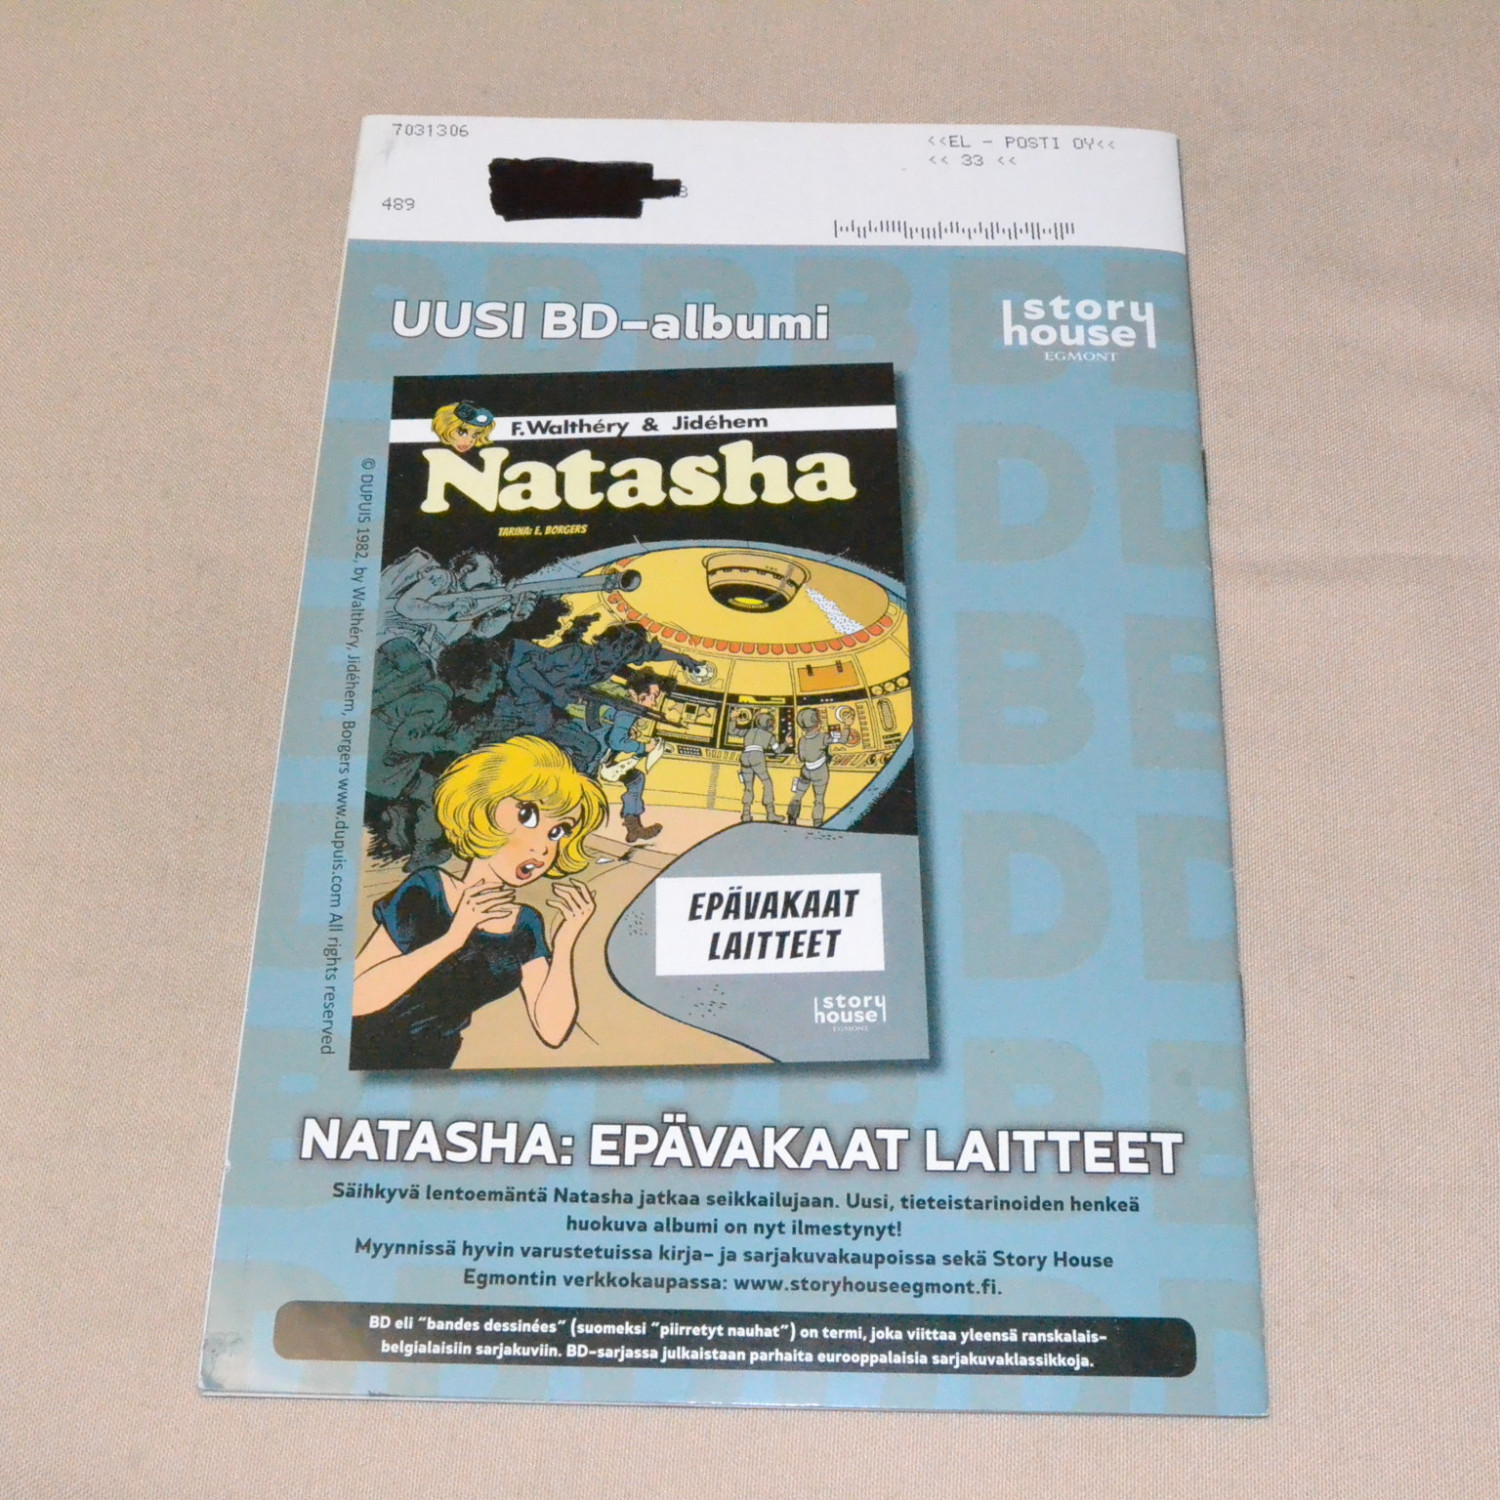 7031306
<<EL - POSTI OY<<
<< 33 <<
489
UUSI BD-albumi
story
house
EGMONT
F.Walthéry & Jidéhem
Natasha
TARINA: E. BORGERS
© DUPUIS 1982, by Walthéry, Jidéhem, Borgers www.dupuis.com All rights reserved
EPÄVAKAAT
LAITTEET
story
house
EGMONT
NATASHA: EPÄVAKAAT LAITTEET
Säihkyvä lentoemäntä Natasha jatkaa seikkailujaan. Uusi, tieteistarinoiden henkeä
huokuva albumi on nyt ilmestynyt!
Myynnissä hyvin varustetuissa kirja- ja sarjakuvakaupoissa sekä Story House
Egmontin verkkokaupassa: www.storyhouseegmont.fi.
BD eli "bandes dessinées" (suomeksi "piirretyt nauhat") on termi, joka viittaa yleensä ranskalais-
belgialaisiin sarjakuviin. BD-sarjassa julkaistaan parhaita eurooppalaisia sarjakuvaklassikkoja.